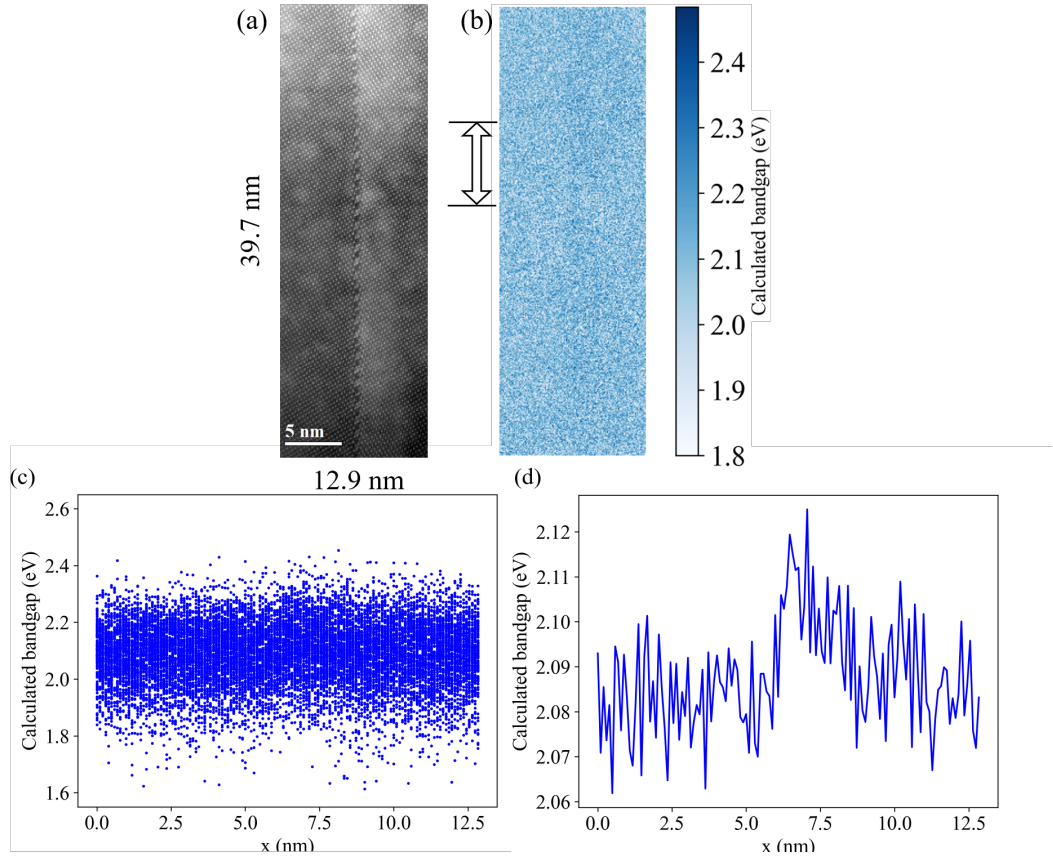 (a)
(b)
39.7 nm
5 nm
12.9 nm
2.4
2.3
2.2
2.1
2.0
1.9
1.8
Calculated bandgap (eV)
(c)
2.6
2.4
2.2
2.0
1.8
1.6
Calculated bandgap (eV)
0.0 2.5 5.0 7.5 10.0 12.5
x (nm)
(d)
2.12
2.11
2.10
2.09
2.08
2.07
2.06
Calculated bandgap (eV)
0.0 2.5 5.0 7.5 10.0 12.5
x (nm)